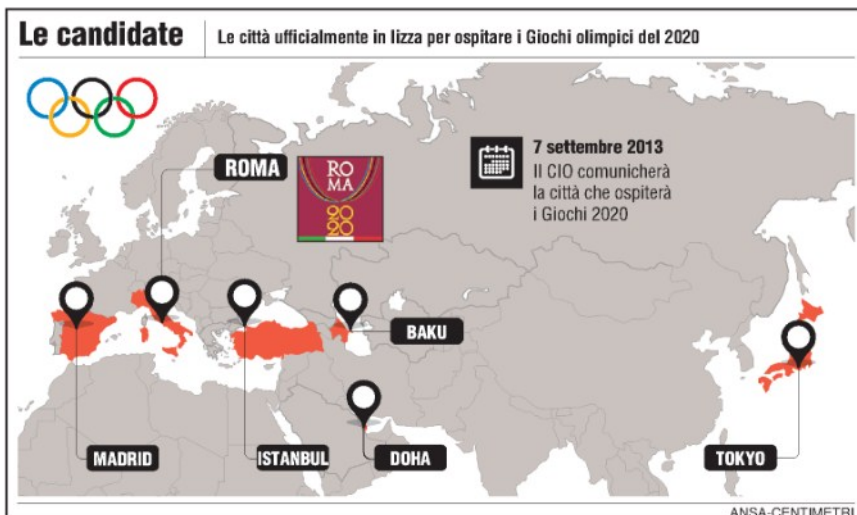 Le candidate
Le città ufficialmente in lizza per ospitare i Giochi olimpici del 2020
ROMA
RO
MA
20
20
7 settembre 2013
Il CIO comunicherà
la città che ospiterà
i Giochi 2020
BAKU
MADRID
ISTANBUL
DOHA
TOKYO
ANSA-CENTIMETRI